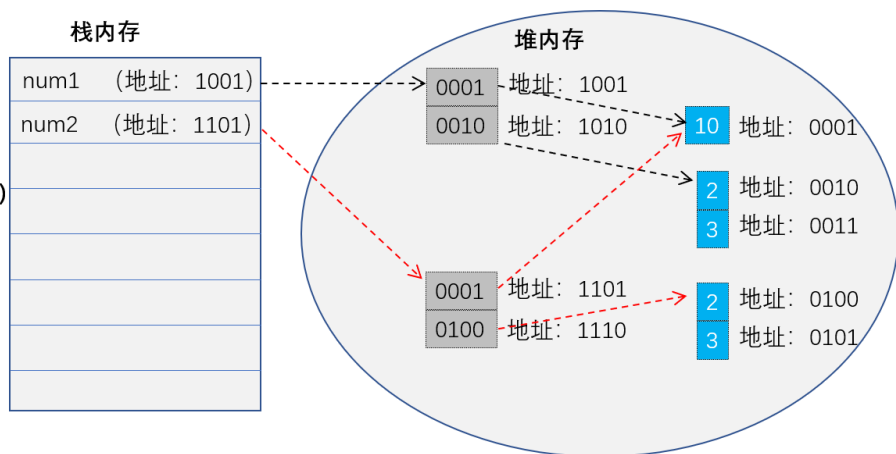 栈内存
num1 （地址：1001）
num2 （地址：1101）
)
堆内存
0001 地址：1001
0010 地址：1010
10 地址：0001
2 地址：0010
3 地址：0011
0001 地址：1101
0100 地址：1110
2 地址：0100
3 地址：0101